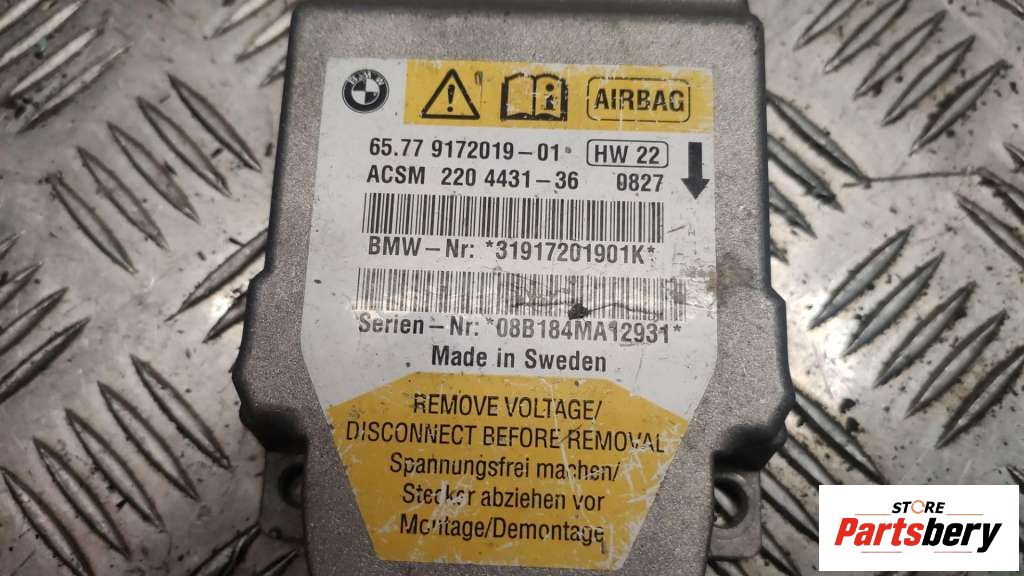 BMW
AIRBAG
65.77 9172019-01 HW 22
ACSM 220 4431-36 0827
BMW-Nr: *31917201901K*
Serien-Nr: *08B184MA12931*
Made in Sweden
REMOVE VOLTAGE/
DISCONNECT BEFORE REMOVAL
Spannungsfrei machen/
Stecker abziehen vor
Montage/Demontage
STORE
Partsbery